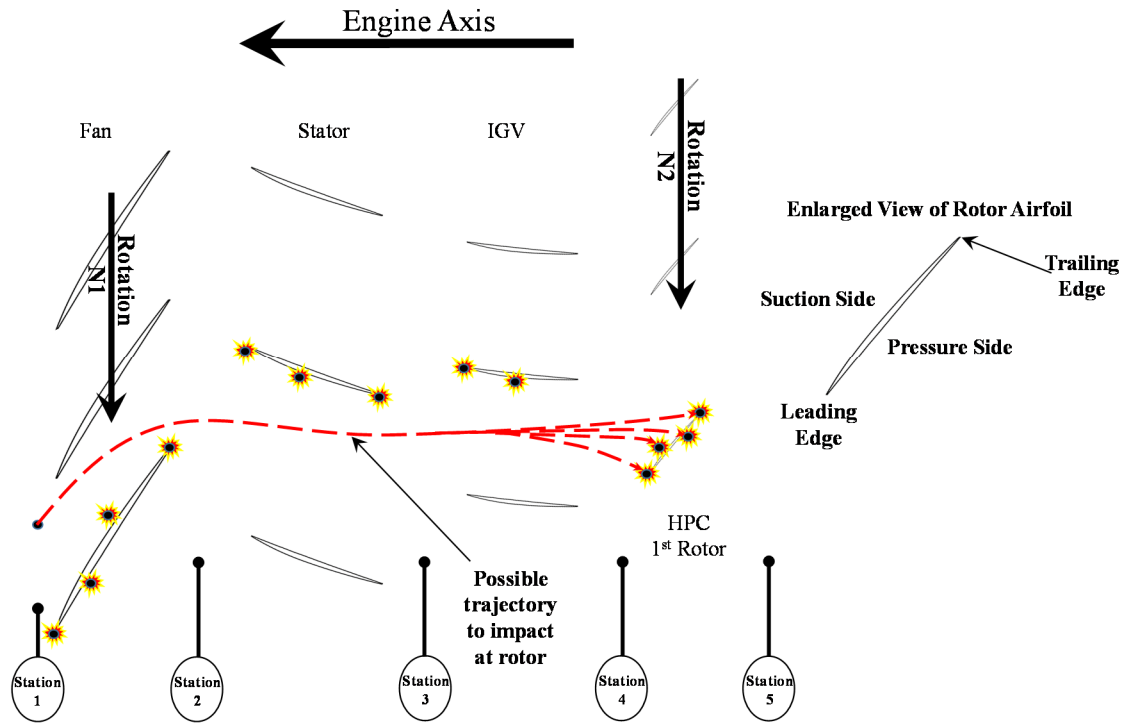 Engine Axis
Fan
Stator
IGV
Rotation
N1
Rotation
N2
Enlarged View of Rotor Airfoil
Trailing
Edge
Suction Side
Pressure Side
Leading
Edge
HPC
1st Rotor
Possible
trajectory
to impact
at rotor
Station
1
Station
2
Station
3
Station
4
Station
5